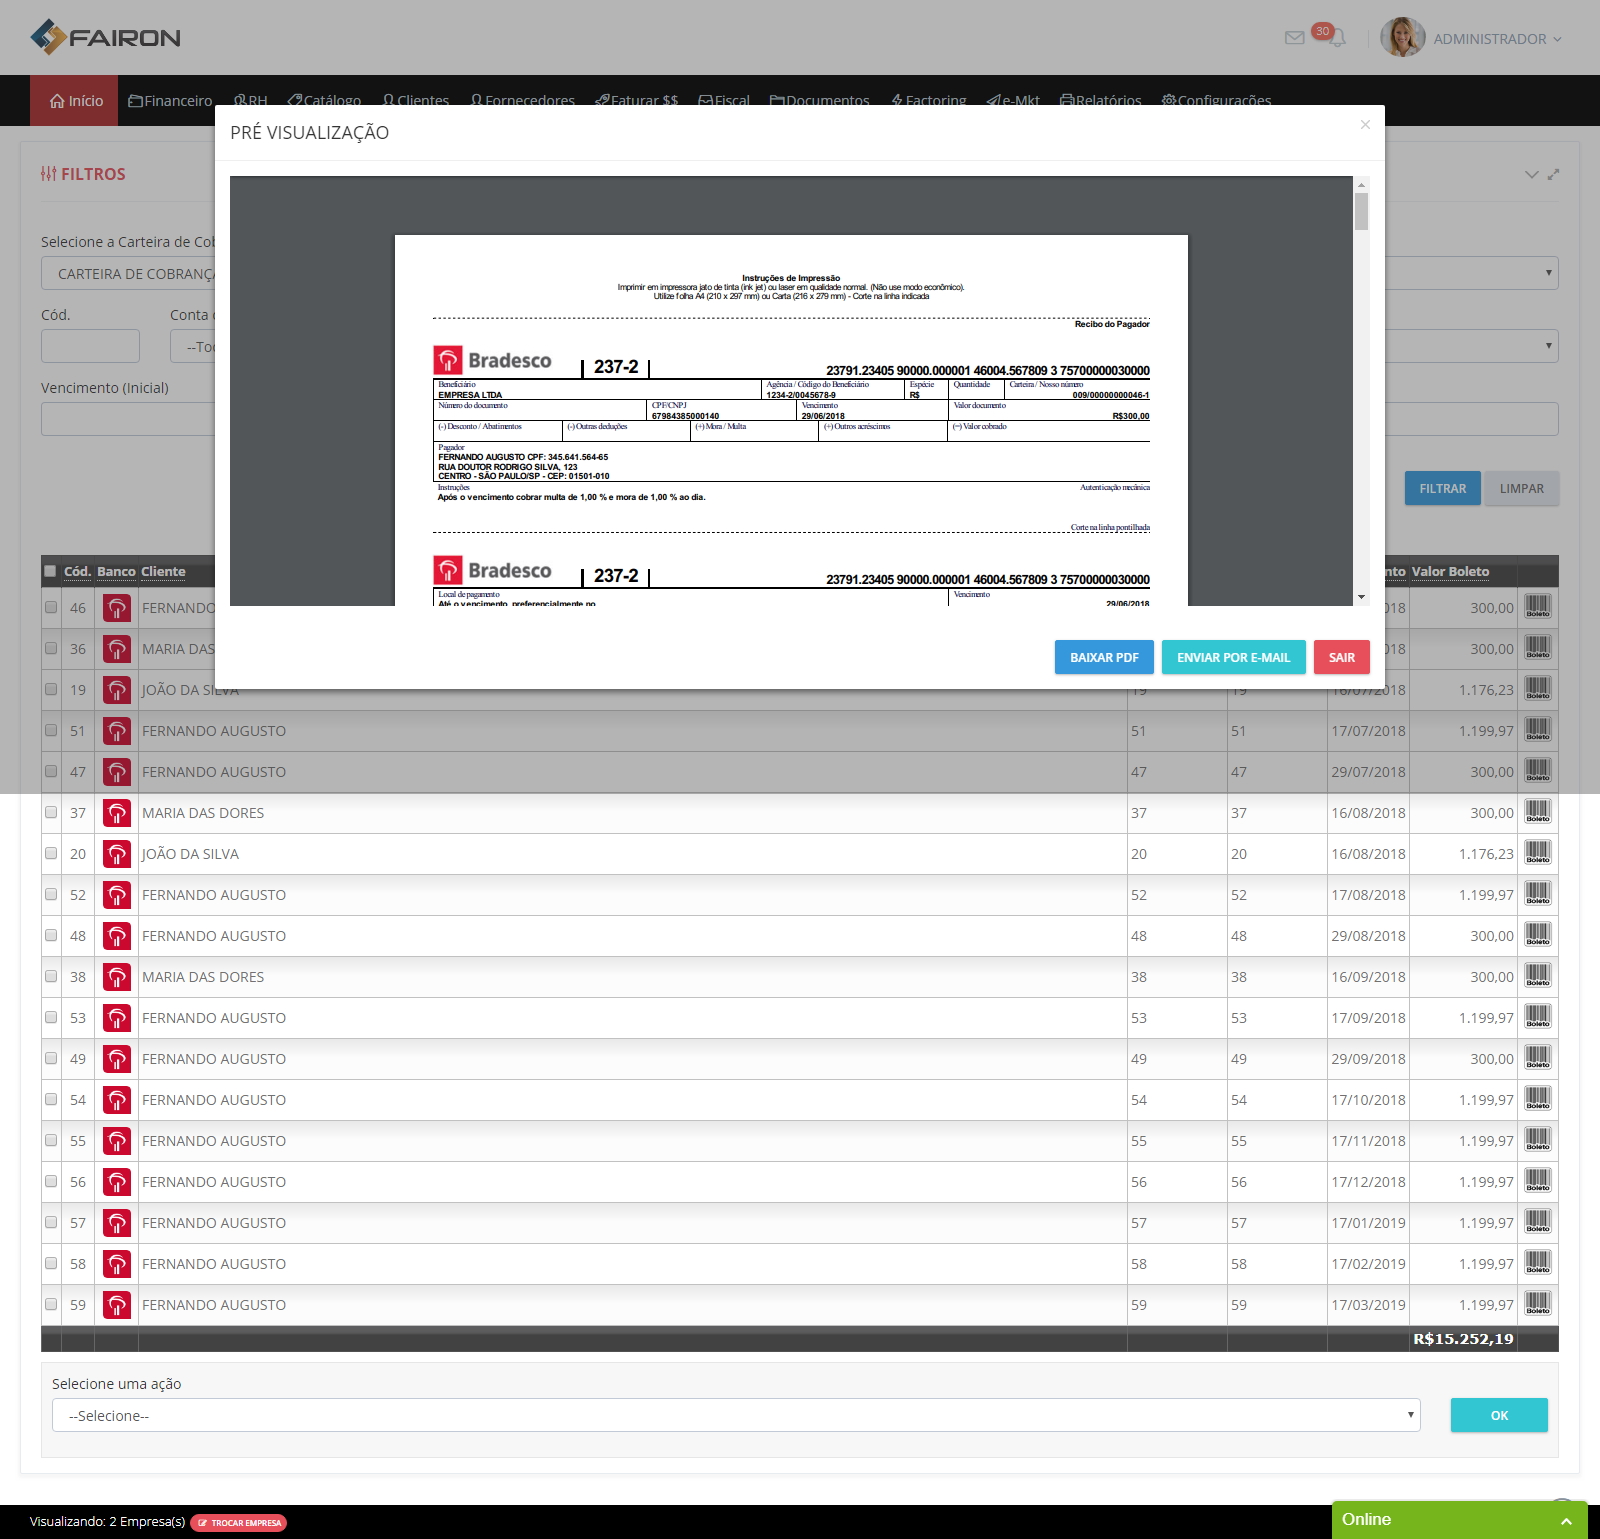 FAIRON
30
ADMINISTRADOR
Início Financeiro RH Catálogo Clientes Fornecedores Faturar $$ Fiscal Documentos Factoring e-Mkt Relatórios Configurações
PRÉ VISUALIZAÇÃO
×
FILTROS
Selecione a Carteira de Cob
CARTEIRA DE COBRANÇA
Cód.
Conta
--Too
Vencimento (Inicial)
FILTRAR LIMPAR
Instruções de Impressão
Imprimir em impressora jato de tinta (ink jet) ou laser em qualidade normal. (Não use modo econômico).
Utilize folha A4 (210 x 297 mm) ou Carta (216 x 279 mm) - Corte na linha indicada
Recibo do Pagador
Bradesco 237-2 23791.23405 90000.000001 46004.567809 3 75700000030000
Beneficiário Agência / Código do Beneficiário Espécie Quantidade Carteira / Nosso número
EMPRESA LTDA 1234-2/0045678-9 R$ 009/00000000046-1
Número do documento CPF/CNPJ Vencimento Valor documento
67984385000140 29/06/2018 R$300,00
(-) Desconto / Abatimentos (-) Outras deduções (+) Mora / Multa (+) Outros acréscimos (=) Valor cobrado
Pagador
FERNANDO AUGUSTO CPF: 345.641.564-65
RUA DOUTOR RODRIGO SILVA, 123
CENTRO - SÃO PAULO/SP - CEP: 01501-010
Instruções Autenticação mecânica
Após o vencimento cobrar multa de 1,00 % e mora de 1,00 % ao dia.
Corte na linha pontilhada
Bradesco 237-2 23791.23405 90000.000001 46004.567809 3 75700000030000
Local de pagamento Vencimento
Até o vencimento, preferencialmente no 29/06/2018
BAIXAR PDF ENVIAR POR E-MAIL SAIR
Cód. Banco Cliente nto Valor Boleto
46 FERNANDO 018 300,00 Boleto
36 MARIA DAS 018 300,00 Boleto
19 JOÃO DA SILVA 19 19 16/07/2018 1.176,23 Boleto
51 FERNANDO AUGUSTO 51 51 17/07/2018 1.199,97 Boleto
47 FERNANDO AUGUSTO 47 47 29/07/2018 300,00 Boleto
37 MARIA DAS DORES 37 37 16/08/2018 300,00 Boleto
20 JOÃO DA SILVA 20 20 16/08/2018 1.176,23 Boleto
52 FERNANDO AUGUSTO 52 52 17/08/2018 1.199,97 Boleto
48 FERNANDO AUGUSTO 48 48 29/08/2018 300,00 Boleto
38 MARIA DAS DORES 38 38 16/09/2018 300,00 Boleto
53 FERNANDO AUGUSTO 53 53 17/09/2018 1.199,97 Boleto
49 FERNANDO AUGUSTO 49 49 29/09/2018 300,00 Boleto
54 FERNANDO AUGUSTO 54 54 17/10/2018 1.199,97 Boleto
55 FERNANDO AUGUSTO 55 55 17/11/2018 1.199,97 Boleto
56 FERNANDO AUGUSTO 56 56 17/12/2018 1.199,97 Boleto
57 FERNANDO AUGUSTO 57 57 17/01/2019 1.199,97 Boleto
58 FERNANDO AUGUSTO 58 58 17/02/2019 1.199,97 Boleto
59 FERNANDO AUGUSTO 59 59 17/03/2019 1.199,97 Boleto
R$15.252,19
Selecione uma ação
--Selecione--
OK
Visualizando: 2 Empresa(s) TROCAR EMPRESA
Online